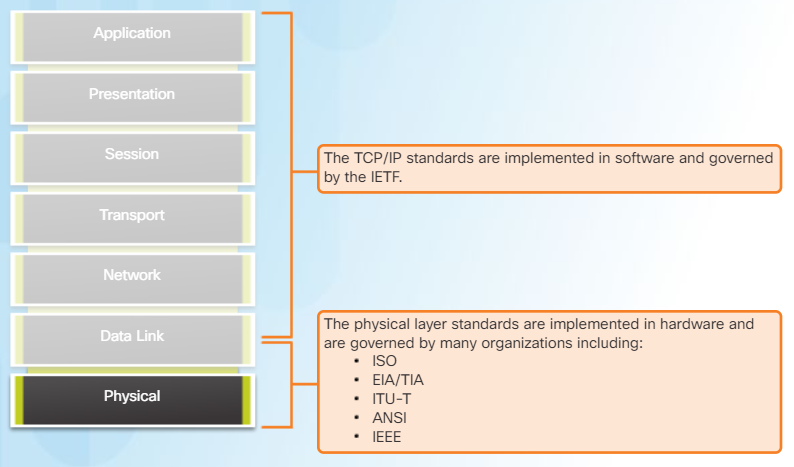 Application
Presentation
Session
Transport
Network
Data Link
Physical
The TCP/IP standards are implemented in software and governed
by the IETF.
The physical layer standards are implemented in hardware and
are governed by many organizations including:
• ISO
• EIA/TIA
• ITU-T
• ANSI
• IEEE